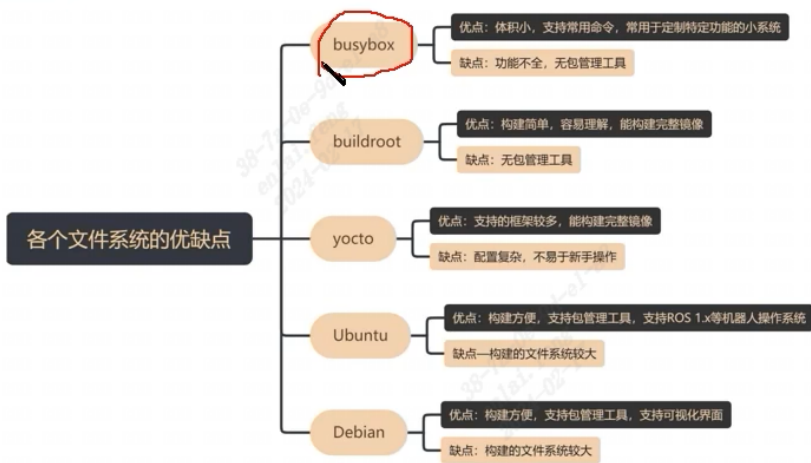 各个文件系统的优缺点
busybox
优点：体积小，支持常用命令，常用于定制特定功能的小系统
缺点：功能不全，无包管理工具
buildroot
优点：构建简单，容易理解，能构建完整镜像
缺点：无包管理工具
yocto
优点：支持的框架较多，能构建完整镜像
缺点：配置复杂，不易于新手操作
Ubuntu
优点：构建方便，支持包管理工具，支持ROS 1.x等机器人操作系统
缺点—构建的文件系统较大
Debian
优点：构建方便，支持包管理工具，支持可视化界面
缺点：构建的文件系统较大